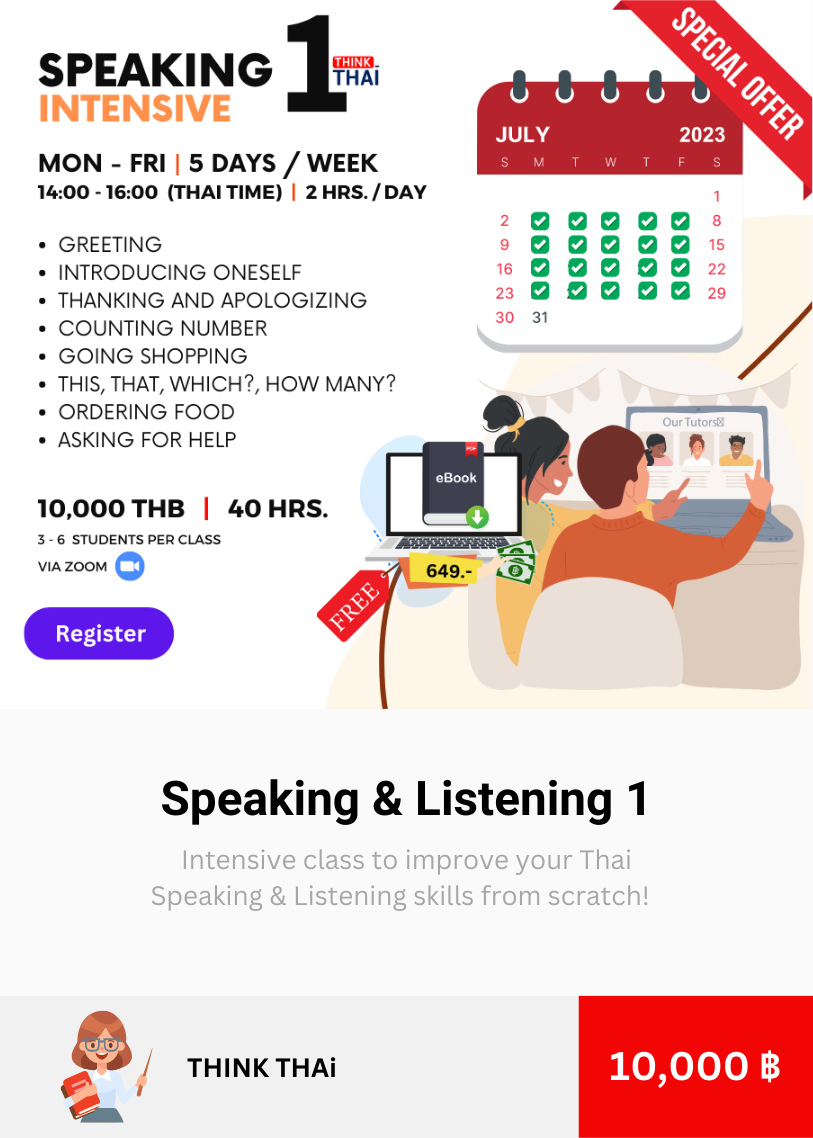 SPEAKING 1
INTENSIVE
THINK
THAi
SPECIAL OFFER
MON - FRI | 5 DAYS / WEEK
14:00 - 16:00 (THAI TIME) | 2 HRS. / DAY
• GREETING
• INTRODUCING ONESELF
• THANKING AND APOLOGIZING
• COUNTING NUMBER
• GOING SHOPPING
• THIS, THAT, WHICH?, HOW MANY?
• ORDERING FOOD
• ASKING FOR HELP
10,000 THB | 40 HRS.
3 - 6 STUDENTS PER CLASS
VIA ZOOM
Register
JULY 2023
S M T W T F S
1
2 8
9 15
16 22
23 29
30 31
Our Tutors
PDF
eBook
649.-
FREE
Speaking & Listening 1
Intensive class to improve your Thai
Speaking & Listening skills from scratch!
THINK THAi
10,000 ฿